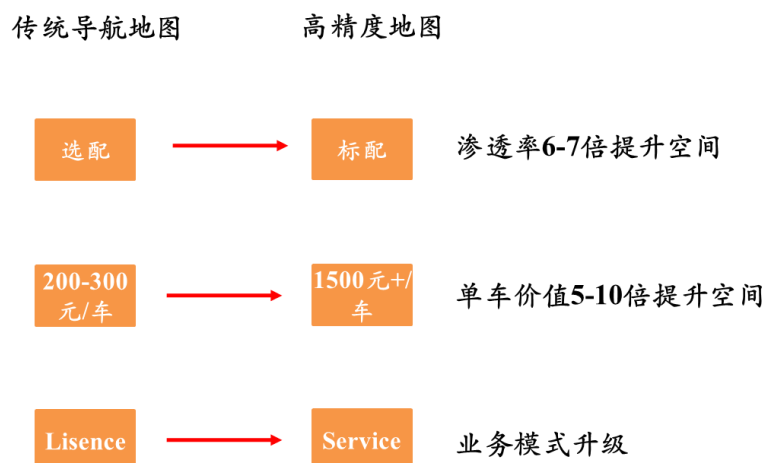 传统导航地图
高精度地图
选配
标配
渗透率6-7倍提升空间
200-300
元/车
1500元+/
车
单车价值5-10倍提升空间
Lisence
Service
业务模式升级